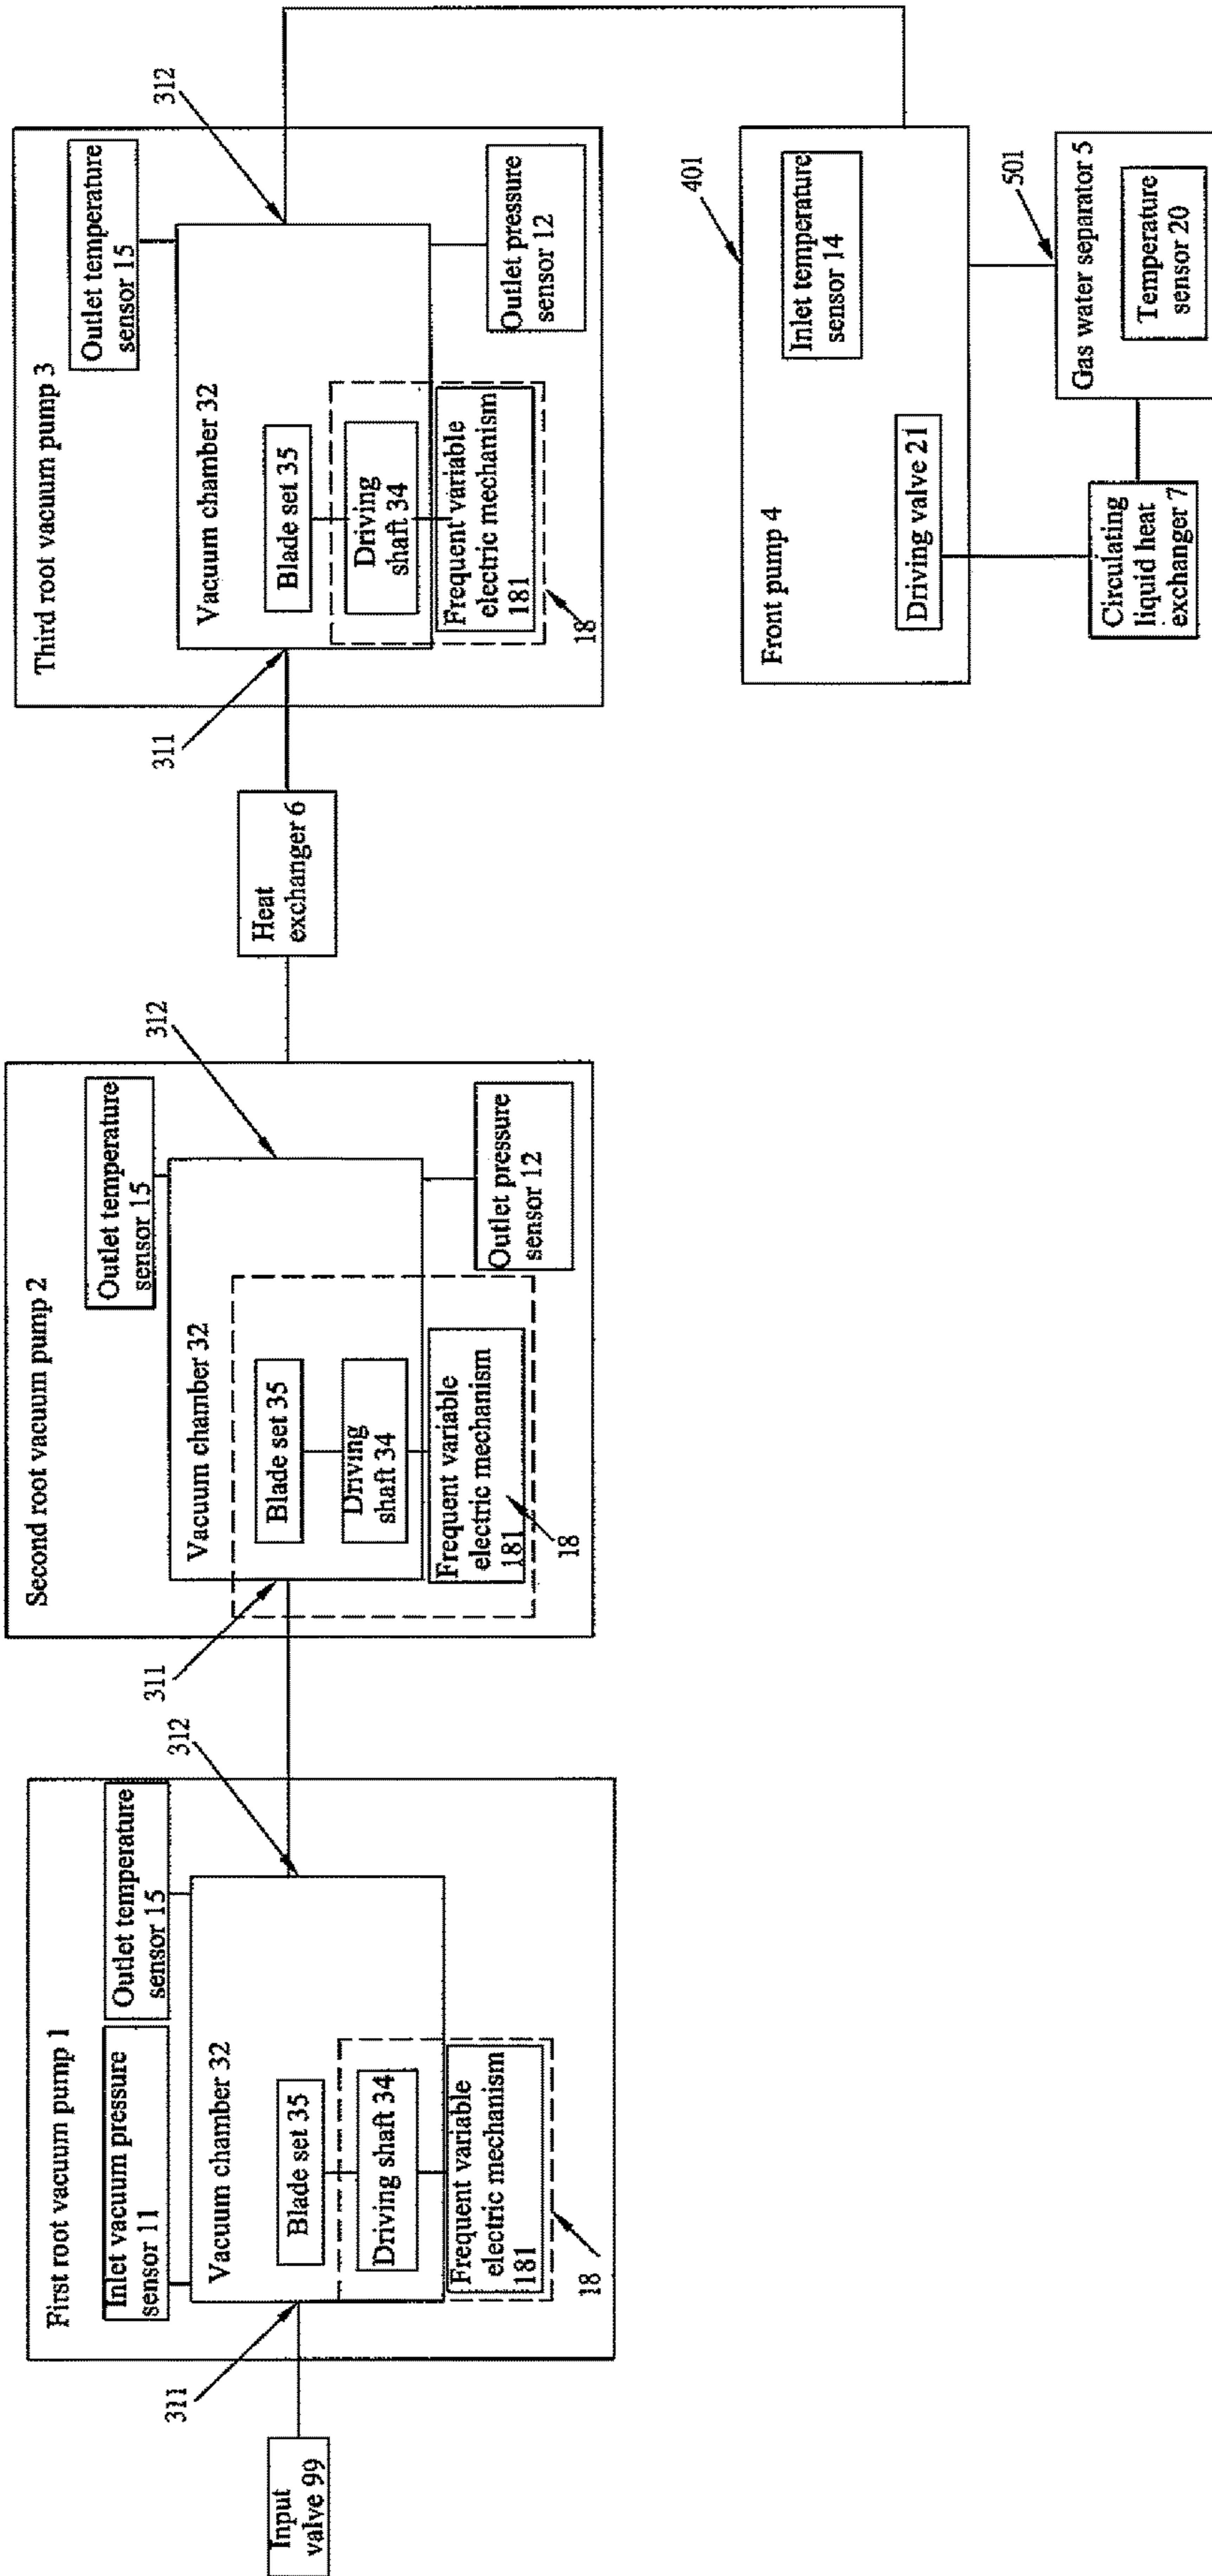 First root vacuum pump 1
Inlet vacuum pressure
sensor 11
Outlet temperature
sensor 15
Vacuum chamber 32
Blade set 35
Driving shaft 34
Frequent variable
electric mechanism
181
18
311
312
Input
valve 99
Second root vacuum pump 2
Outlet temperature
sensor 15
Vacuum chamber 32
Blade set 35
Driving
shaft 34
Frequent variable
electric mechanism
181
18
Outlet pressure
sensor 12
311
312
Heat
exchanger 6
Third root vacuum pump 3
Outlet temperature
sensor 15
Vacuum chamber 32
Blade set 35
Driving
shaft 34
Frequent variable
electric mechanism
181
18
Outlet pressure
sensor 12
311
312
Front pump 4
Inlet temperature
sensor 14
Driving valve 21
401
Circulating
liquid heat
exchanger 7
Gas water separator 5
Temperature
sensor 20
501